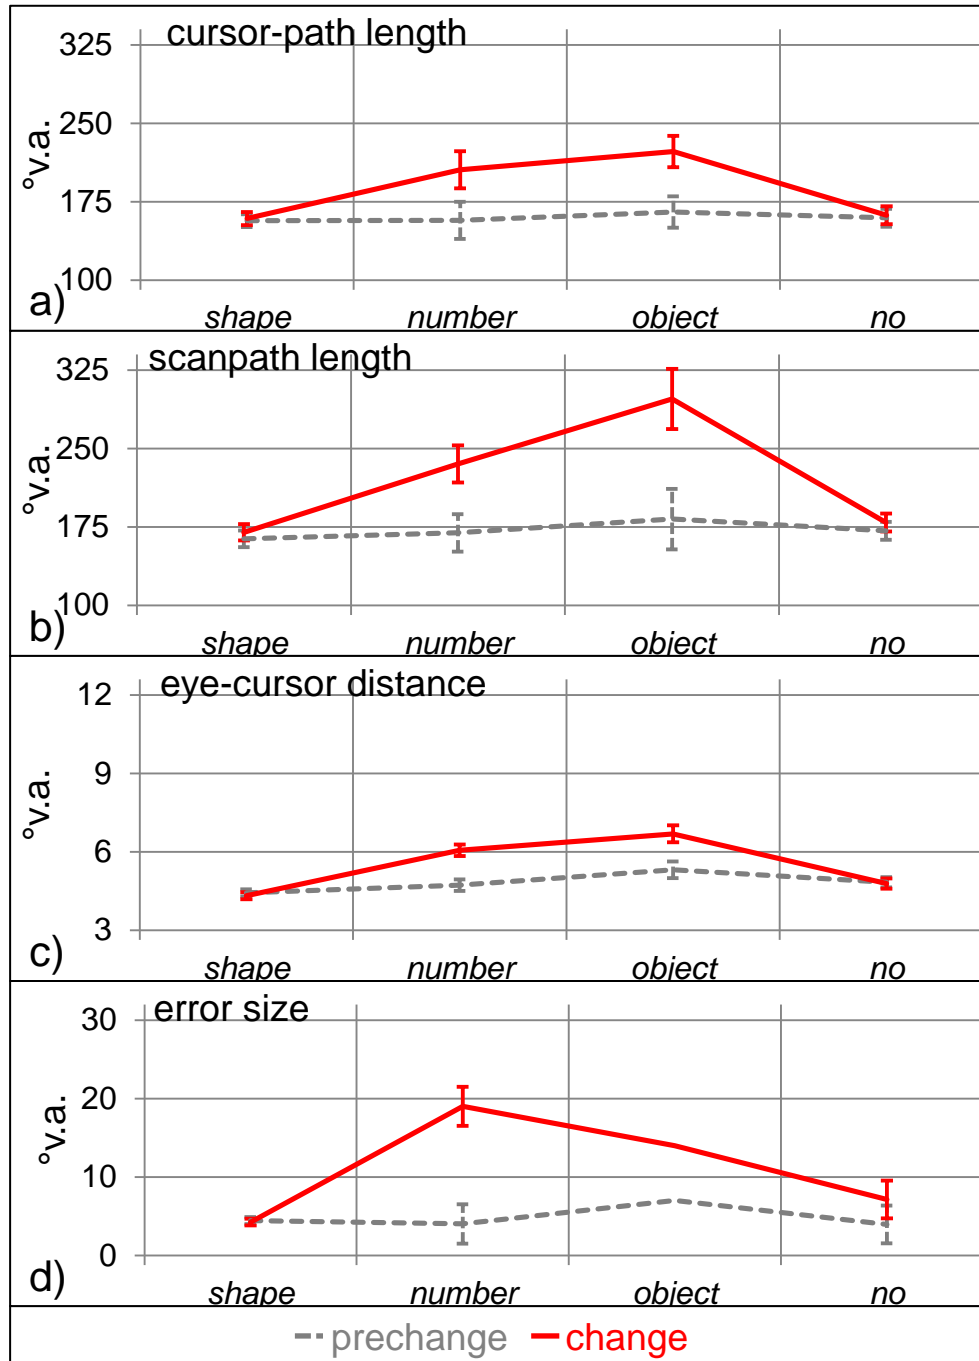 cursor-path length
325
250
175
100
°v.a.
a)
shape number object no
scanpath length
325
250
175
100
°v.a.
b)
shape number object no
eye-cursor distance
12
9
6
3
°v.a.
c)
shape number object no
error size
30
20
10
0
°v.a.
d)
shape number object no
prechange change